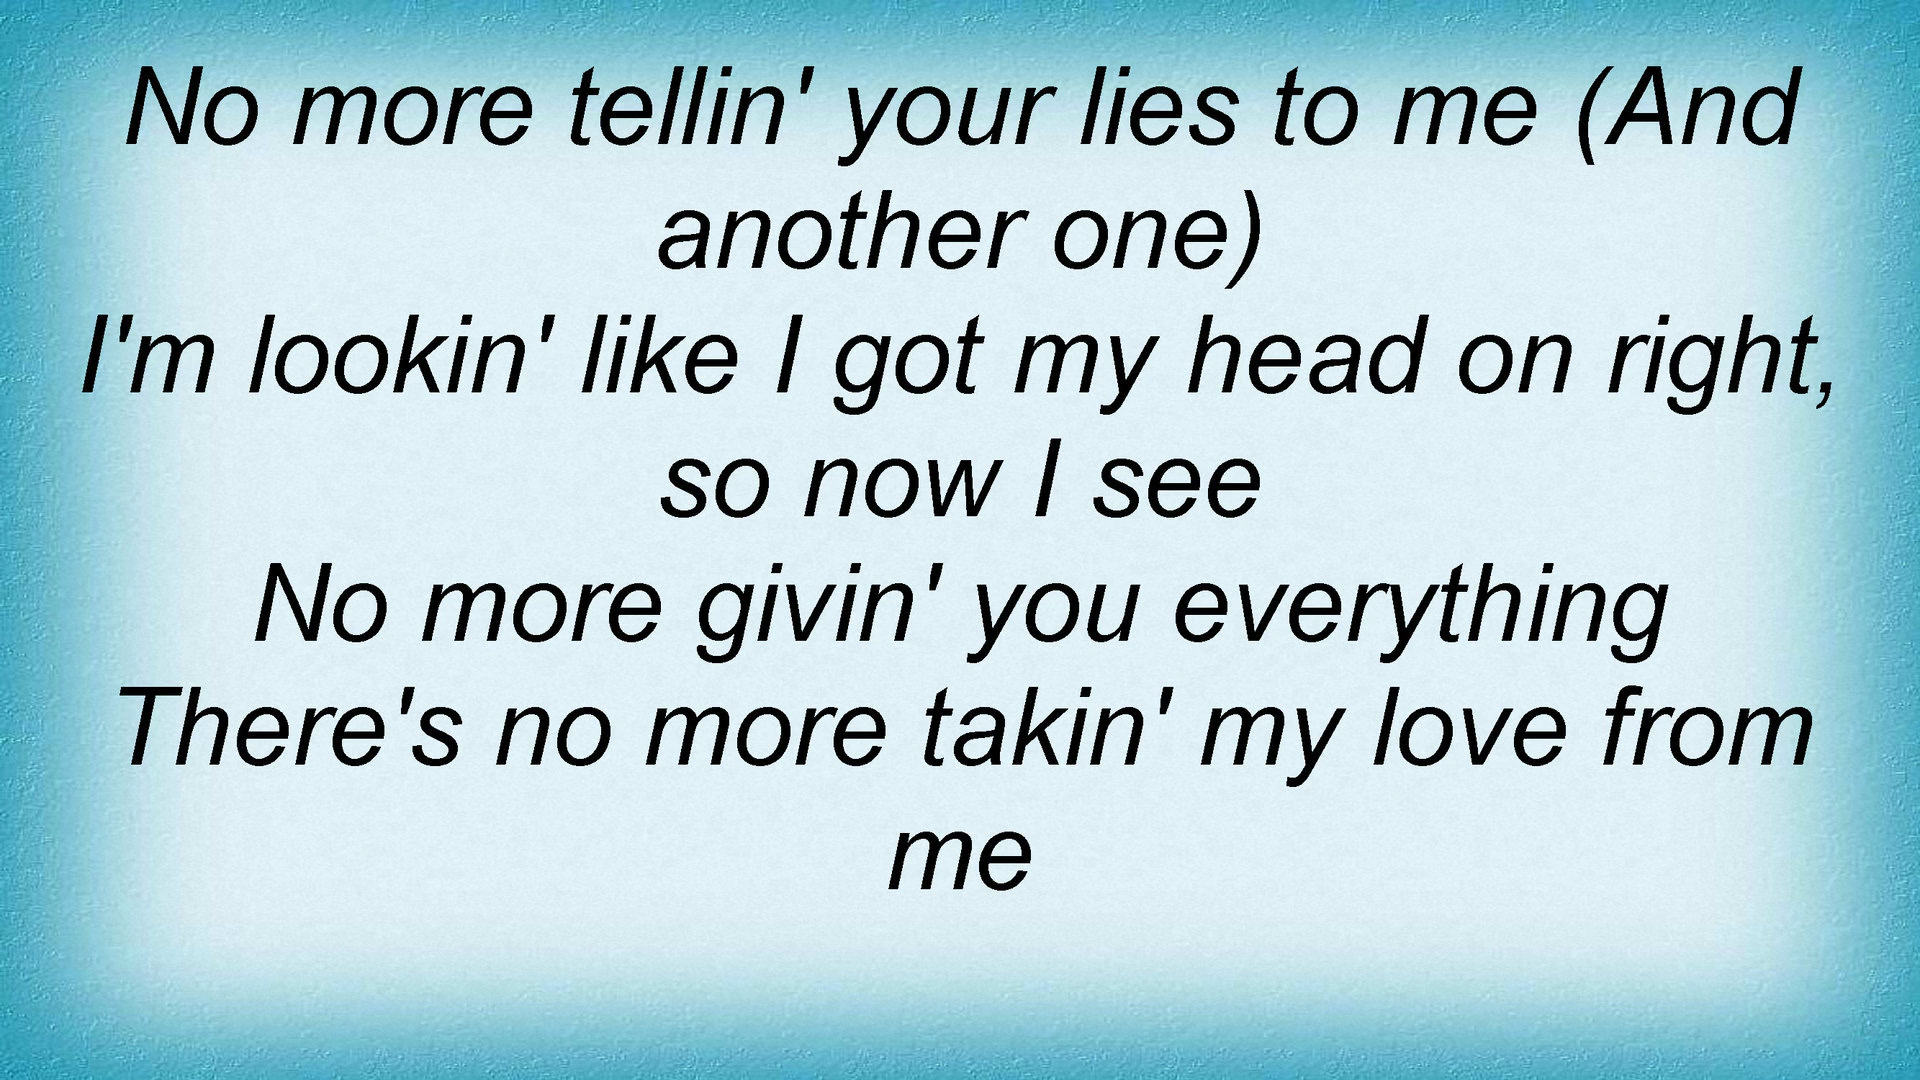 No more tellin' your lies to me (And
another one)
I'm lookin' like I got my head on right,
so now I see
No more givin' you everything
There's no more takin' my love from
me